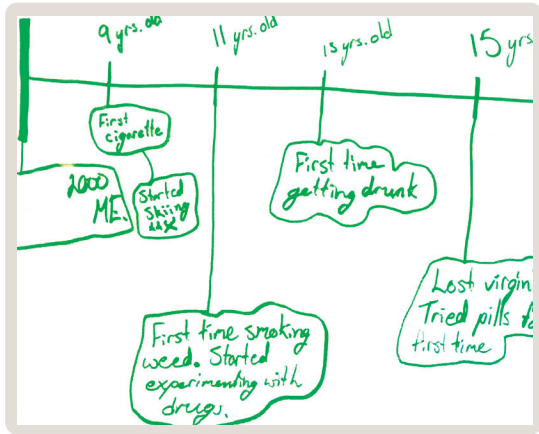 9 yrs. old
11 yrs. old
13 yrs. old
15 yrs
First
cigarette
2000
ME.
Started
Skiing
First time
getting drunk
Lost virgin
Tried pills fo
first time
First time smoking
weed. Started
experimenting with
drugs.